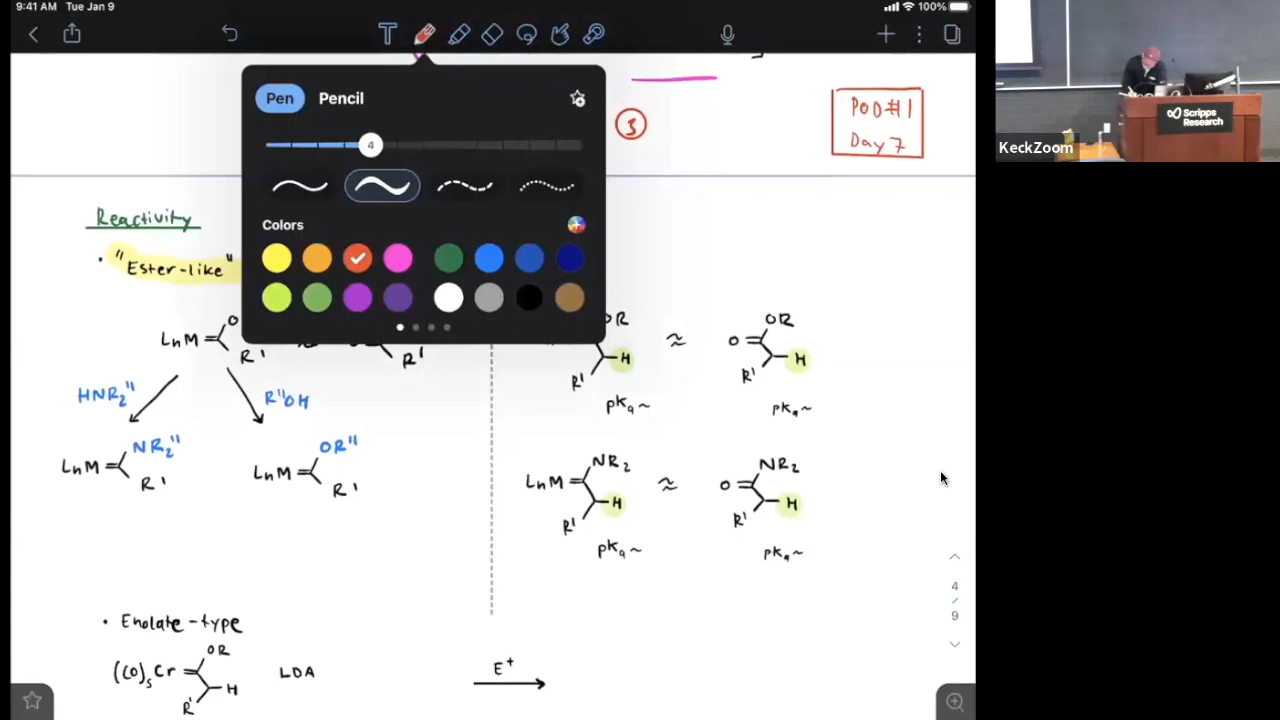 9:41 AM Tue Jan 9
100%
T
Pen Pencil
4
Colors
3
POD #1
Day 7
Scripps
Research
KeckZoom
Reactivity
• "Ester-like"
LnM O R'
R'
HNR2"
R"OH
LnM NR2" R'
LnM OR" R'
OR H R'
≈
O OR H R'
pKa ~
pKa ~
LnM NR2 H R'
≈
O NR2 H R'
pKa ~
pKa ~
4
/
9
• Enolate-type
(CO)5Cr OR H R'
LDA
E+